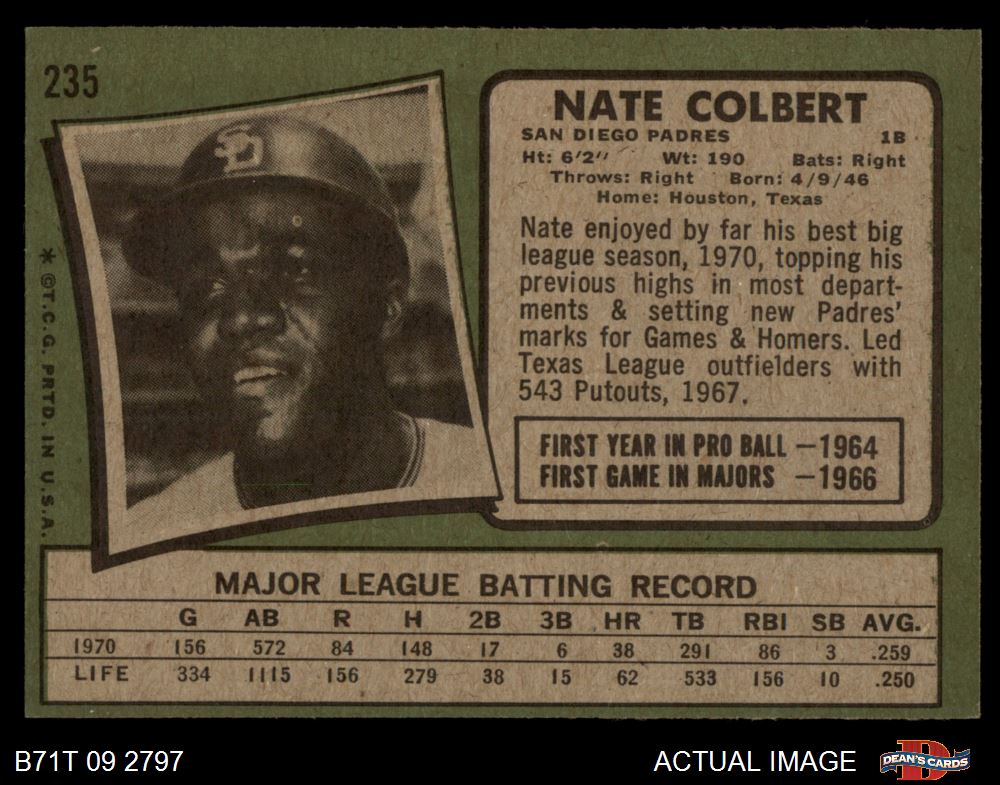 235
SD
* ©T.C.G. PRTD. IN U.S.A.
NATE COLBERT
SAN DIEGO PADRES 1B
Ht: 6'2" Wt: 190 Bats: Right
Throws: Right Born: 4/9/46
Home: Houston, Texas
Nate enjoyed by far his best big
league season, 1970, topping his
previous highs in most depart-
ments & setting new Padres'
marks for Games & Homers. Led
Texas League outfielders with
543 Putouts, 1967.
FIRST YEAR IN PRO BALL —1964
FIRST GAME IN MAJORS —1966
MAJOR LEAGUE BATTING RECORD
G AB R H 2B 3B HR TB RBI SB AVG.
1970 156 572 84 148 17 6 38 291 86 3 .259
LIFE 334 1115 156 279 38 15 62 533 156 10 .250
B71T 09 2797
ACTUAL IMAGE
D
DEAN'S CARDS